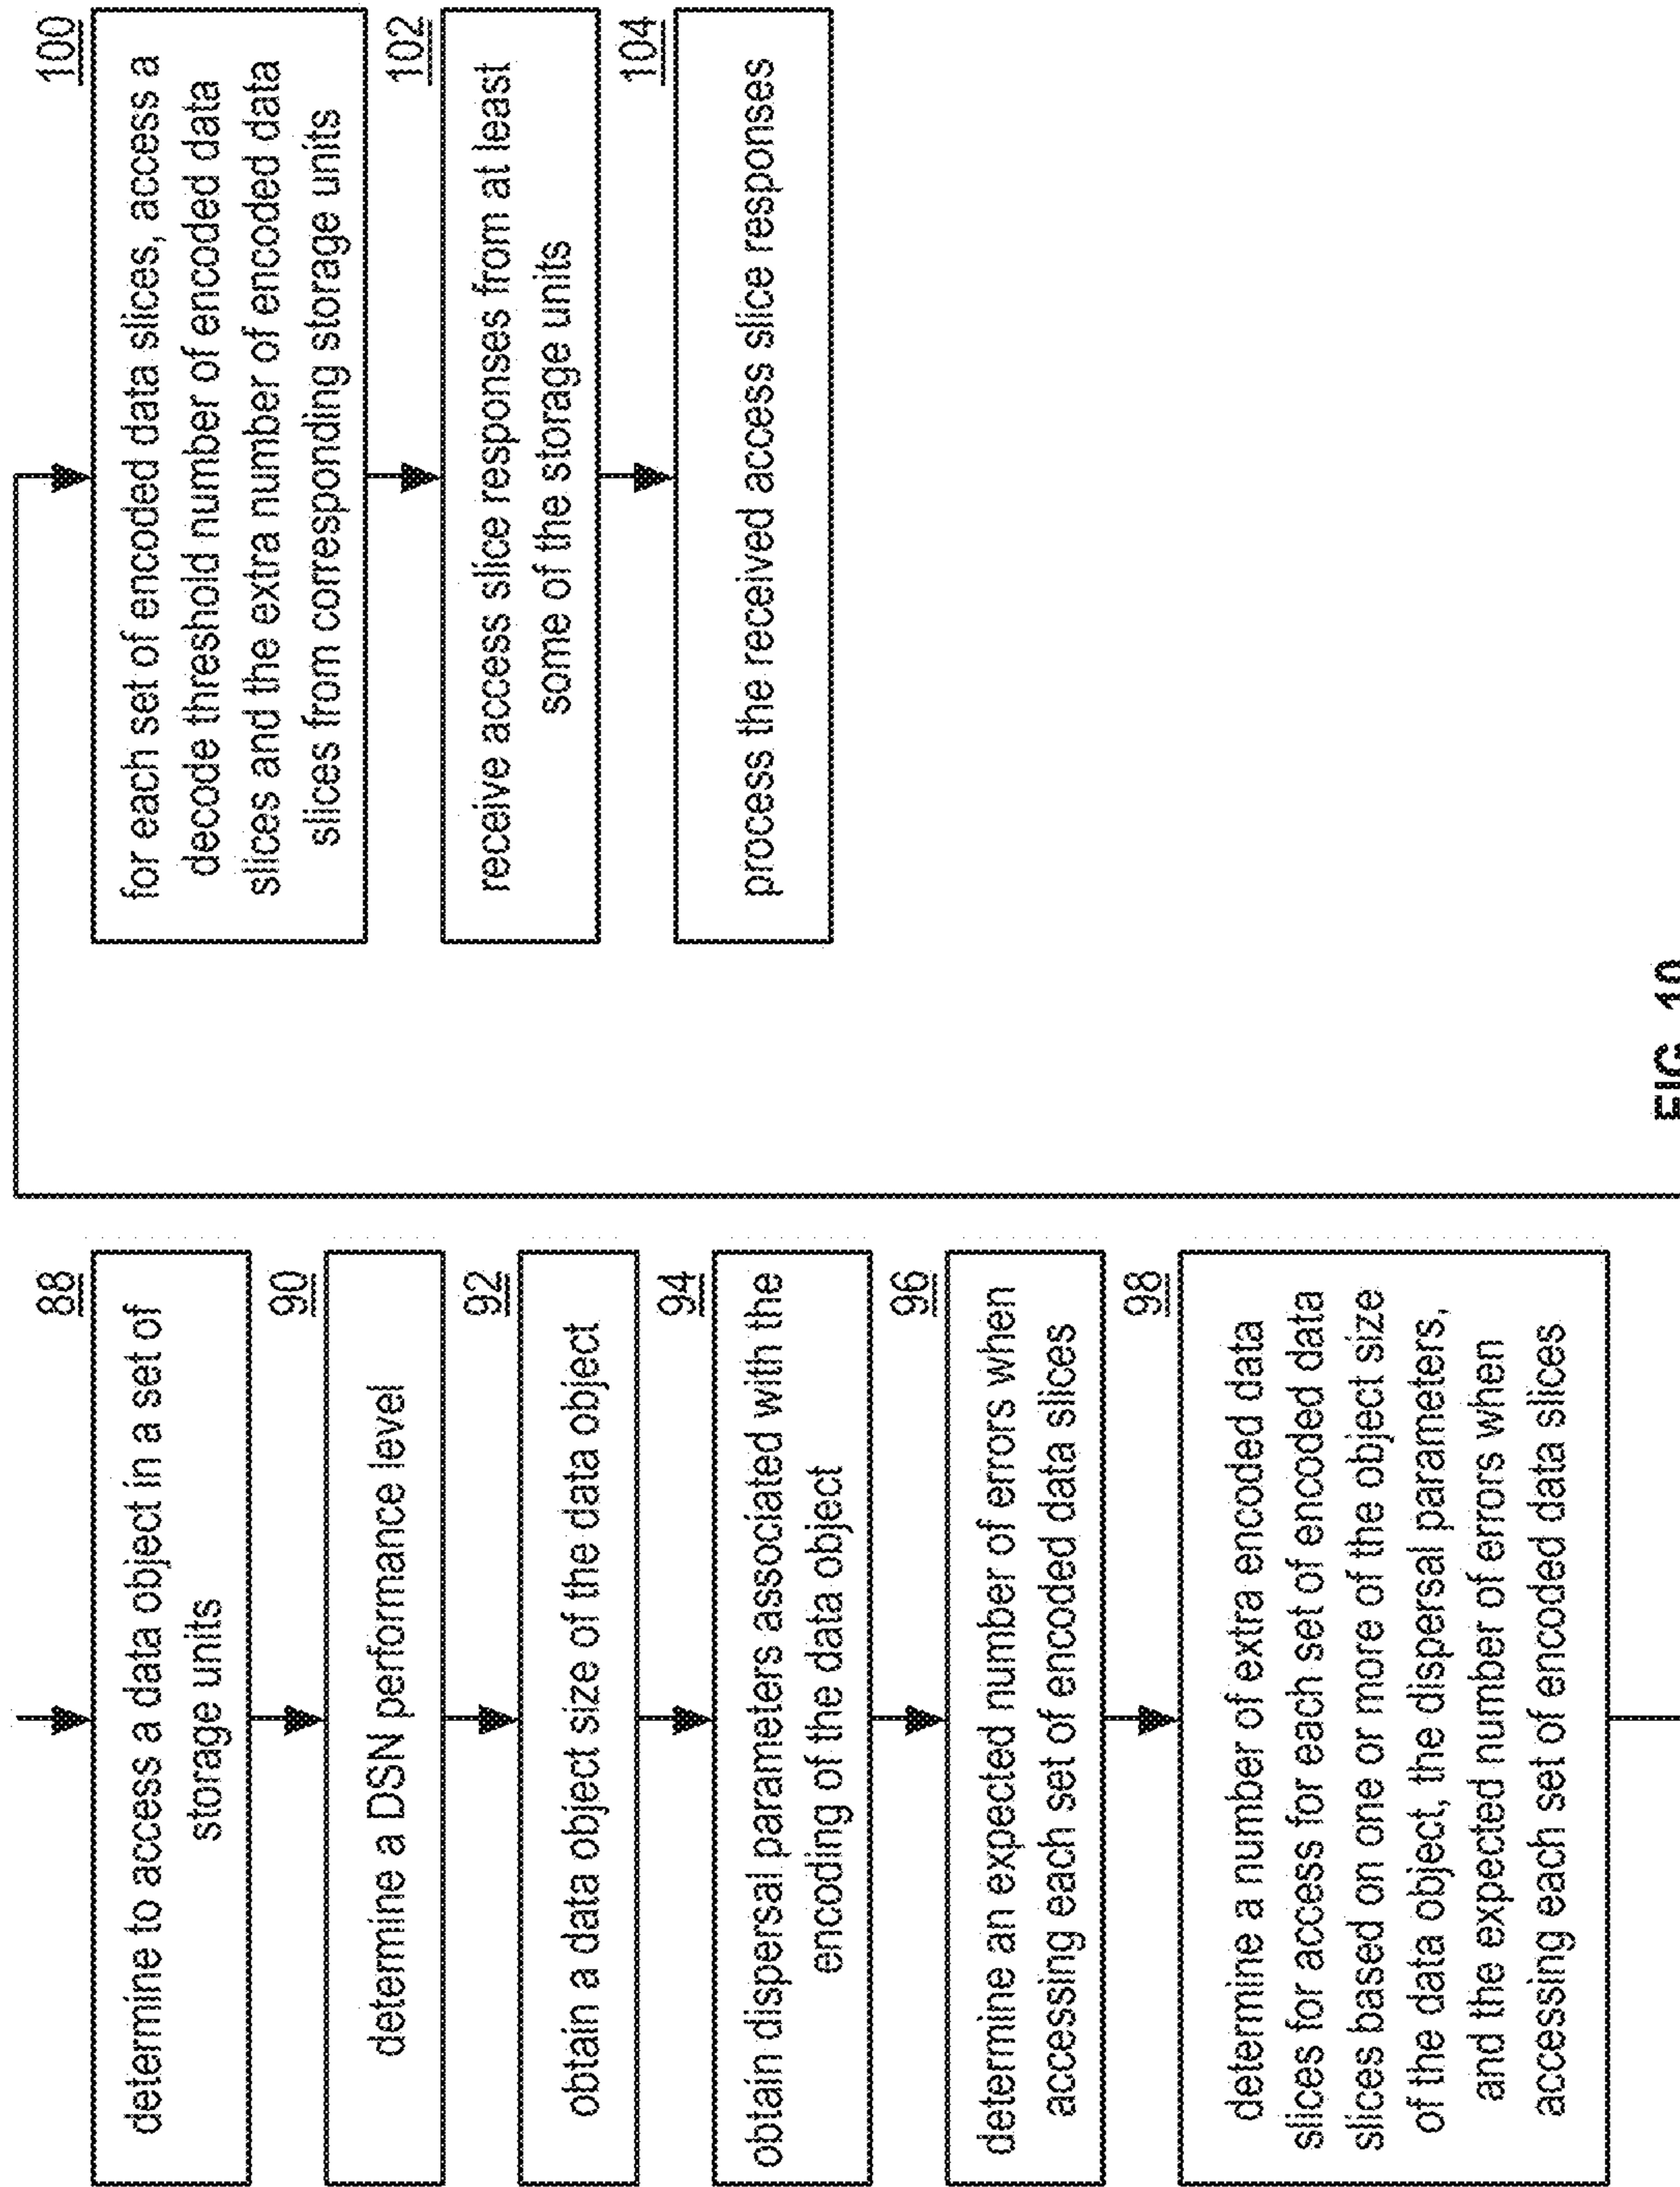 88
determine to access a data object in a set of
storage units
90
determine a DSN performance level
92
obtain a data object size of the data object
94
obtain dispersal parameters associated with the
encoding of the data object
96
determine an expected number of errors when
accessing each set of encoded data slices
98
determine a number of extra encoded data
slices for access for each set of encoded data
slices based on one or more of the object size
of the data object, the dispersal parameters,
and the expected number of errors when
accessing each set of encoded data slices
100
for each set of encoded data slices, access a
decode threshold number of encoded data
slices and the extra number of encoded data
slices from corresponding storage units
102
receive access slice responses from at least
some of the storage units
104
process the received access slice responses
FIG.